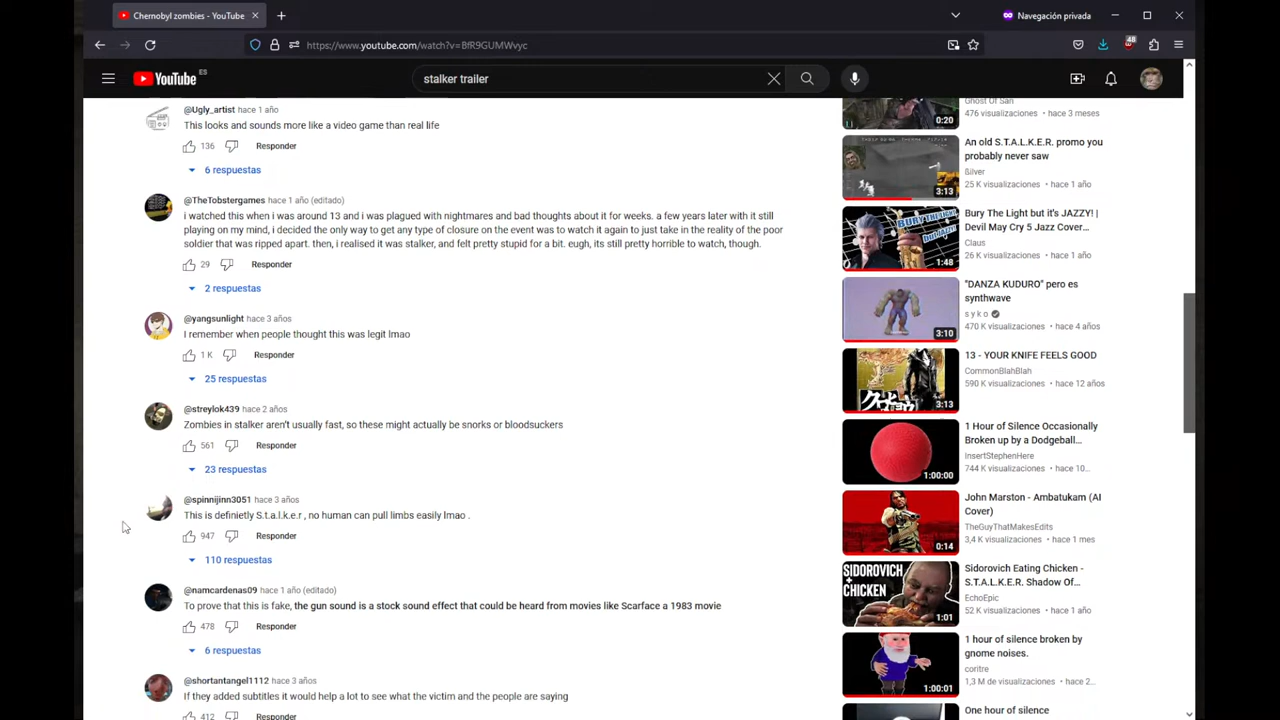 Chernobyl zombies - YouTube
Navegación privada
https://www.youtube.com/watch?v=BfR9GUMWvyc
48
YouTube ES
stalker trailer
@Ugly_artist hace 1 año
This looks and sounds more like a video game than real life
136 Responder
6 respuestas
@TheTobstergames hace 1 año (editado)
i watched this when i was around 13 and i was plagued with nightmares and bad thoughts about it for weeks. a few years later with it still
playing on my mind, i decided the only way to get any type of closure on the event was to watch it again to just take in the reality of the poor
soldier that was ripped apart. then, i realised it was stalker, and felt pretty stupid for a bit. eugh, its still pretty horrible to watch, though.
29 Responder
2 respuestas
@yangsunlight hace 3 años
I remember when people thought this was legit lmao
1 K Responder
25 respuestas
@streylok439 hace 2 años
Zombies in stalker aren't usually fast, so these might actually be snorks or bloodsuckers
561 Responder
23 respuestas
@spinnijinn3051 hace 3 años
This is definietly S.t.a.l.k.e.r , no human can pull limbs easily lmao .
947 Responder
110 respuestas
@namcardenas09 hace 1 año (editado)
To prove that this is fake, the gun sound is a stock sound effect that could be heard from movies like Scarface a 1983 movie
478 Responder
6 respuestas
@shortantangel1112 hace 3 años
If they added subtitles it would help a lot to see what the victim and the people are saying
412 Responder
Ghost Of San
476 visualizaciones • hace 3 meses
0:20
An old S.T.A.L.K.E.R. promo you
probably never saw
ßilver
25 K visualizaciones • hace 1 año
3:13
Bury The Light but it's JAZZY! |
Devil May Cry 5 Jazz Cover...
Claus
26 K visualizaciones • hace 1 año
BURY THE LIGHT
1:48
"DANZA KUDURO" pero es
synthwave
s y k o
470 K visualizaciones • hace 4 años
3:10
13 - YOUR KNIFE FEELS GOOD
CommonBlahBlah
590 K visualizaciones • hace 12 años
3:13
1 Hour of Silence Occasionally
Broken up by a Dodgeball...
InsertStephenHere
744 K visualizaciones • hace 10...
1:00:00
John Marston - Ambatukam (AI
Cover)
TheGuyThatMakesEdits
3,4 K visualizaciones • hace 1 mes
0:14
Sidorovich Eating Chicken -
S.T.A.L.K.E.R. Shadow Of...
EchoEpic
52 K visualizaciones • hace 1 año
SIDOROVICH
+
CHICKEN
1:01
1 hour of silence broken by
gnome noises.
coritre
1,3 M de visualizaciones • hace 2...
1:00:01
One hour of silence